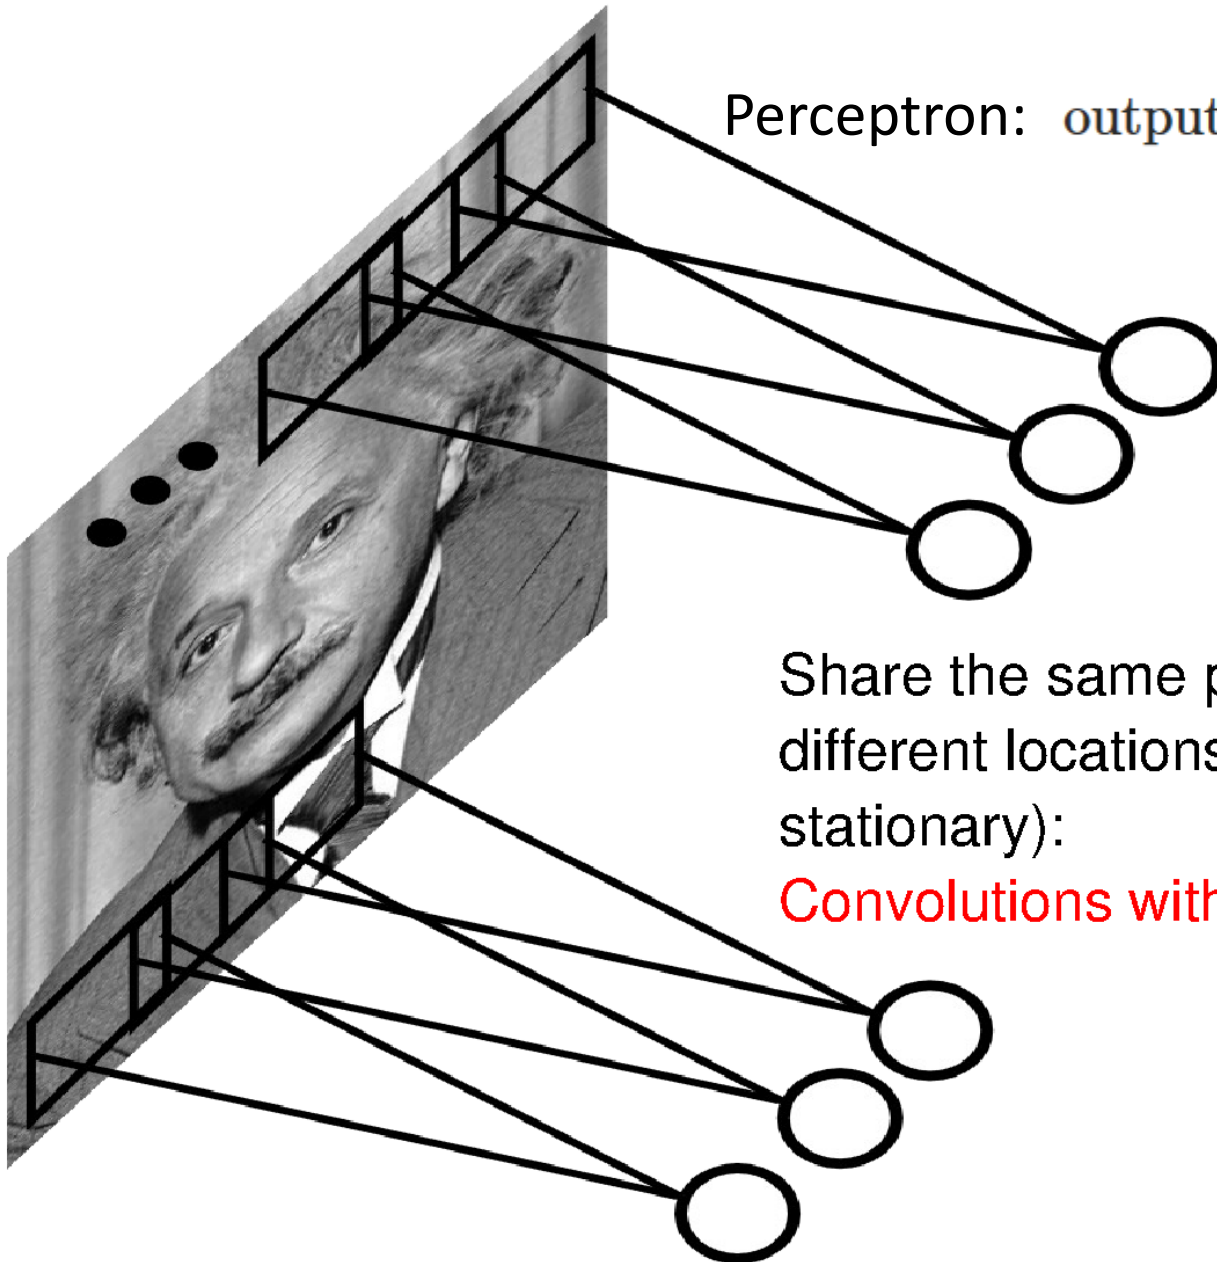 Perceptron: output
Share the same p
different locations
stationary):
Convolutions with